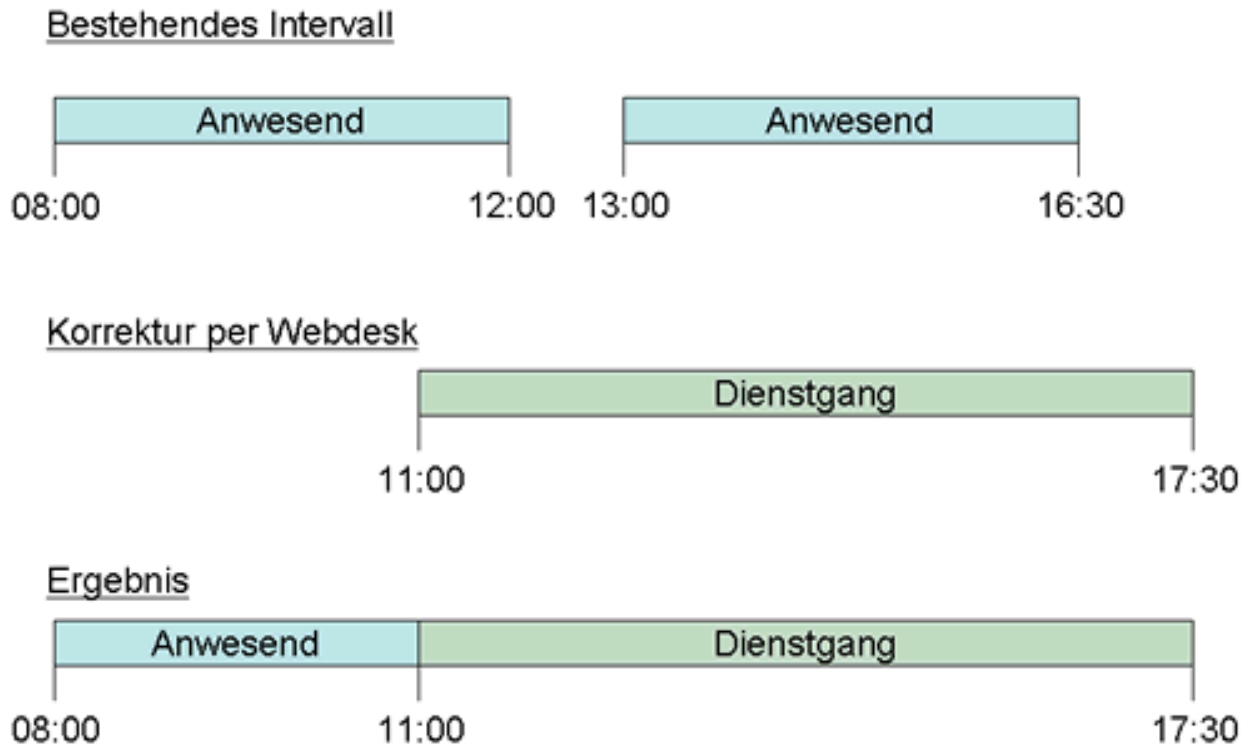 Bestehendes Intervall
Anwesend Anwesend
08:00 12:00 13:00 16:30
Korrektur per Webdesk
Dienstgang
11:00 17:30
Ergebnis
Anwesend Dienstgang
08:00 11:00 17:30